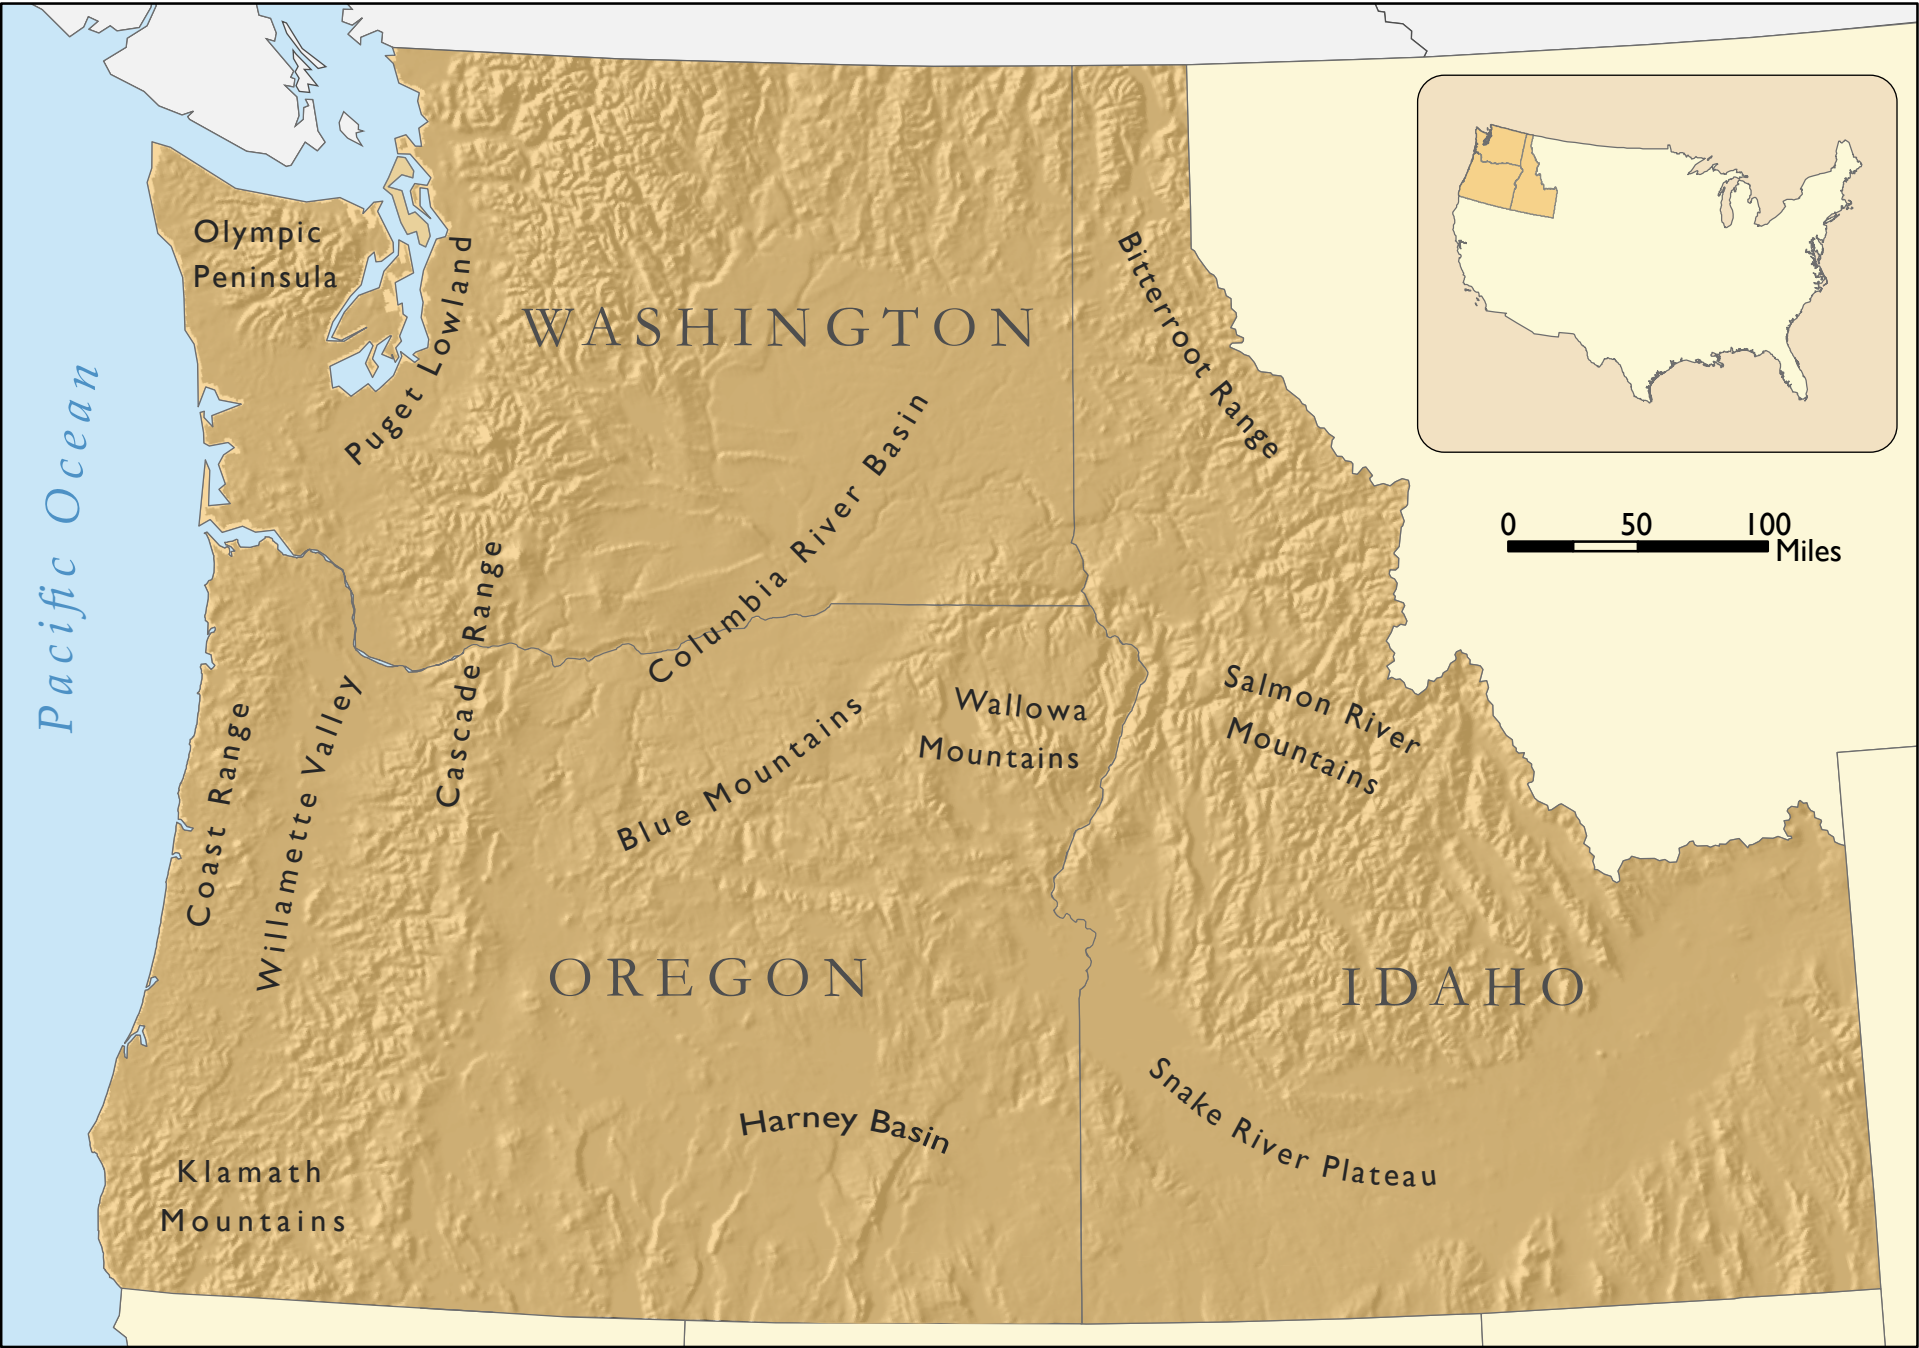 Olympic
Peninsula
Puget Lowland
WASHINGTON
Bitterroot Range
Pacific Ocean
Columbia River Basin
0 50 100
Miles
Cascade Range
Coast Range
Willamette Valley
Blue Mountains
Wallowa
Mountains
Salmon River
Mountains
OREGON
IDAHO
Harney Basin
Snake River Plateau
Klamath
Mountains